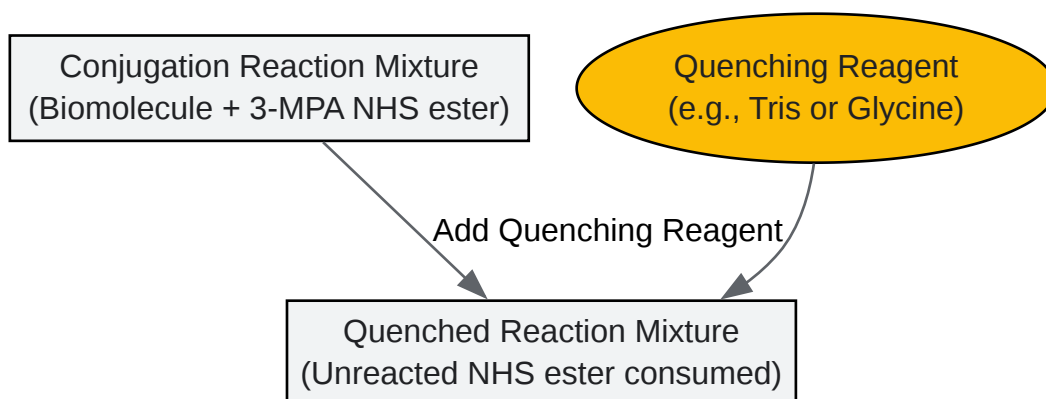 Conjugation Reaction Mixture
(Biomolecule + 3-MPA NHS ester)
Quenching Reagent
(e.g., Tris or Glycine)
Add Quenching Reagent
Quenched Reaction Mixture
(Unreacted NHS ester consumed)